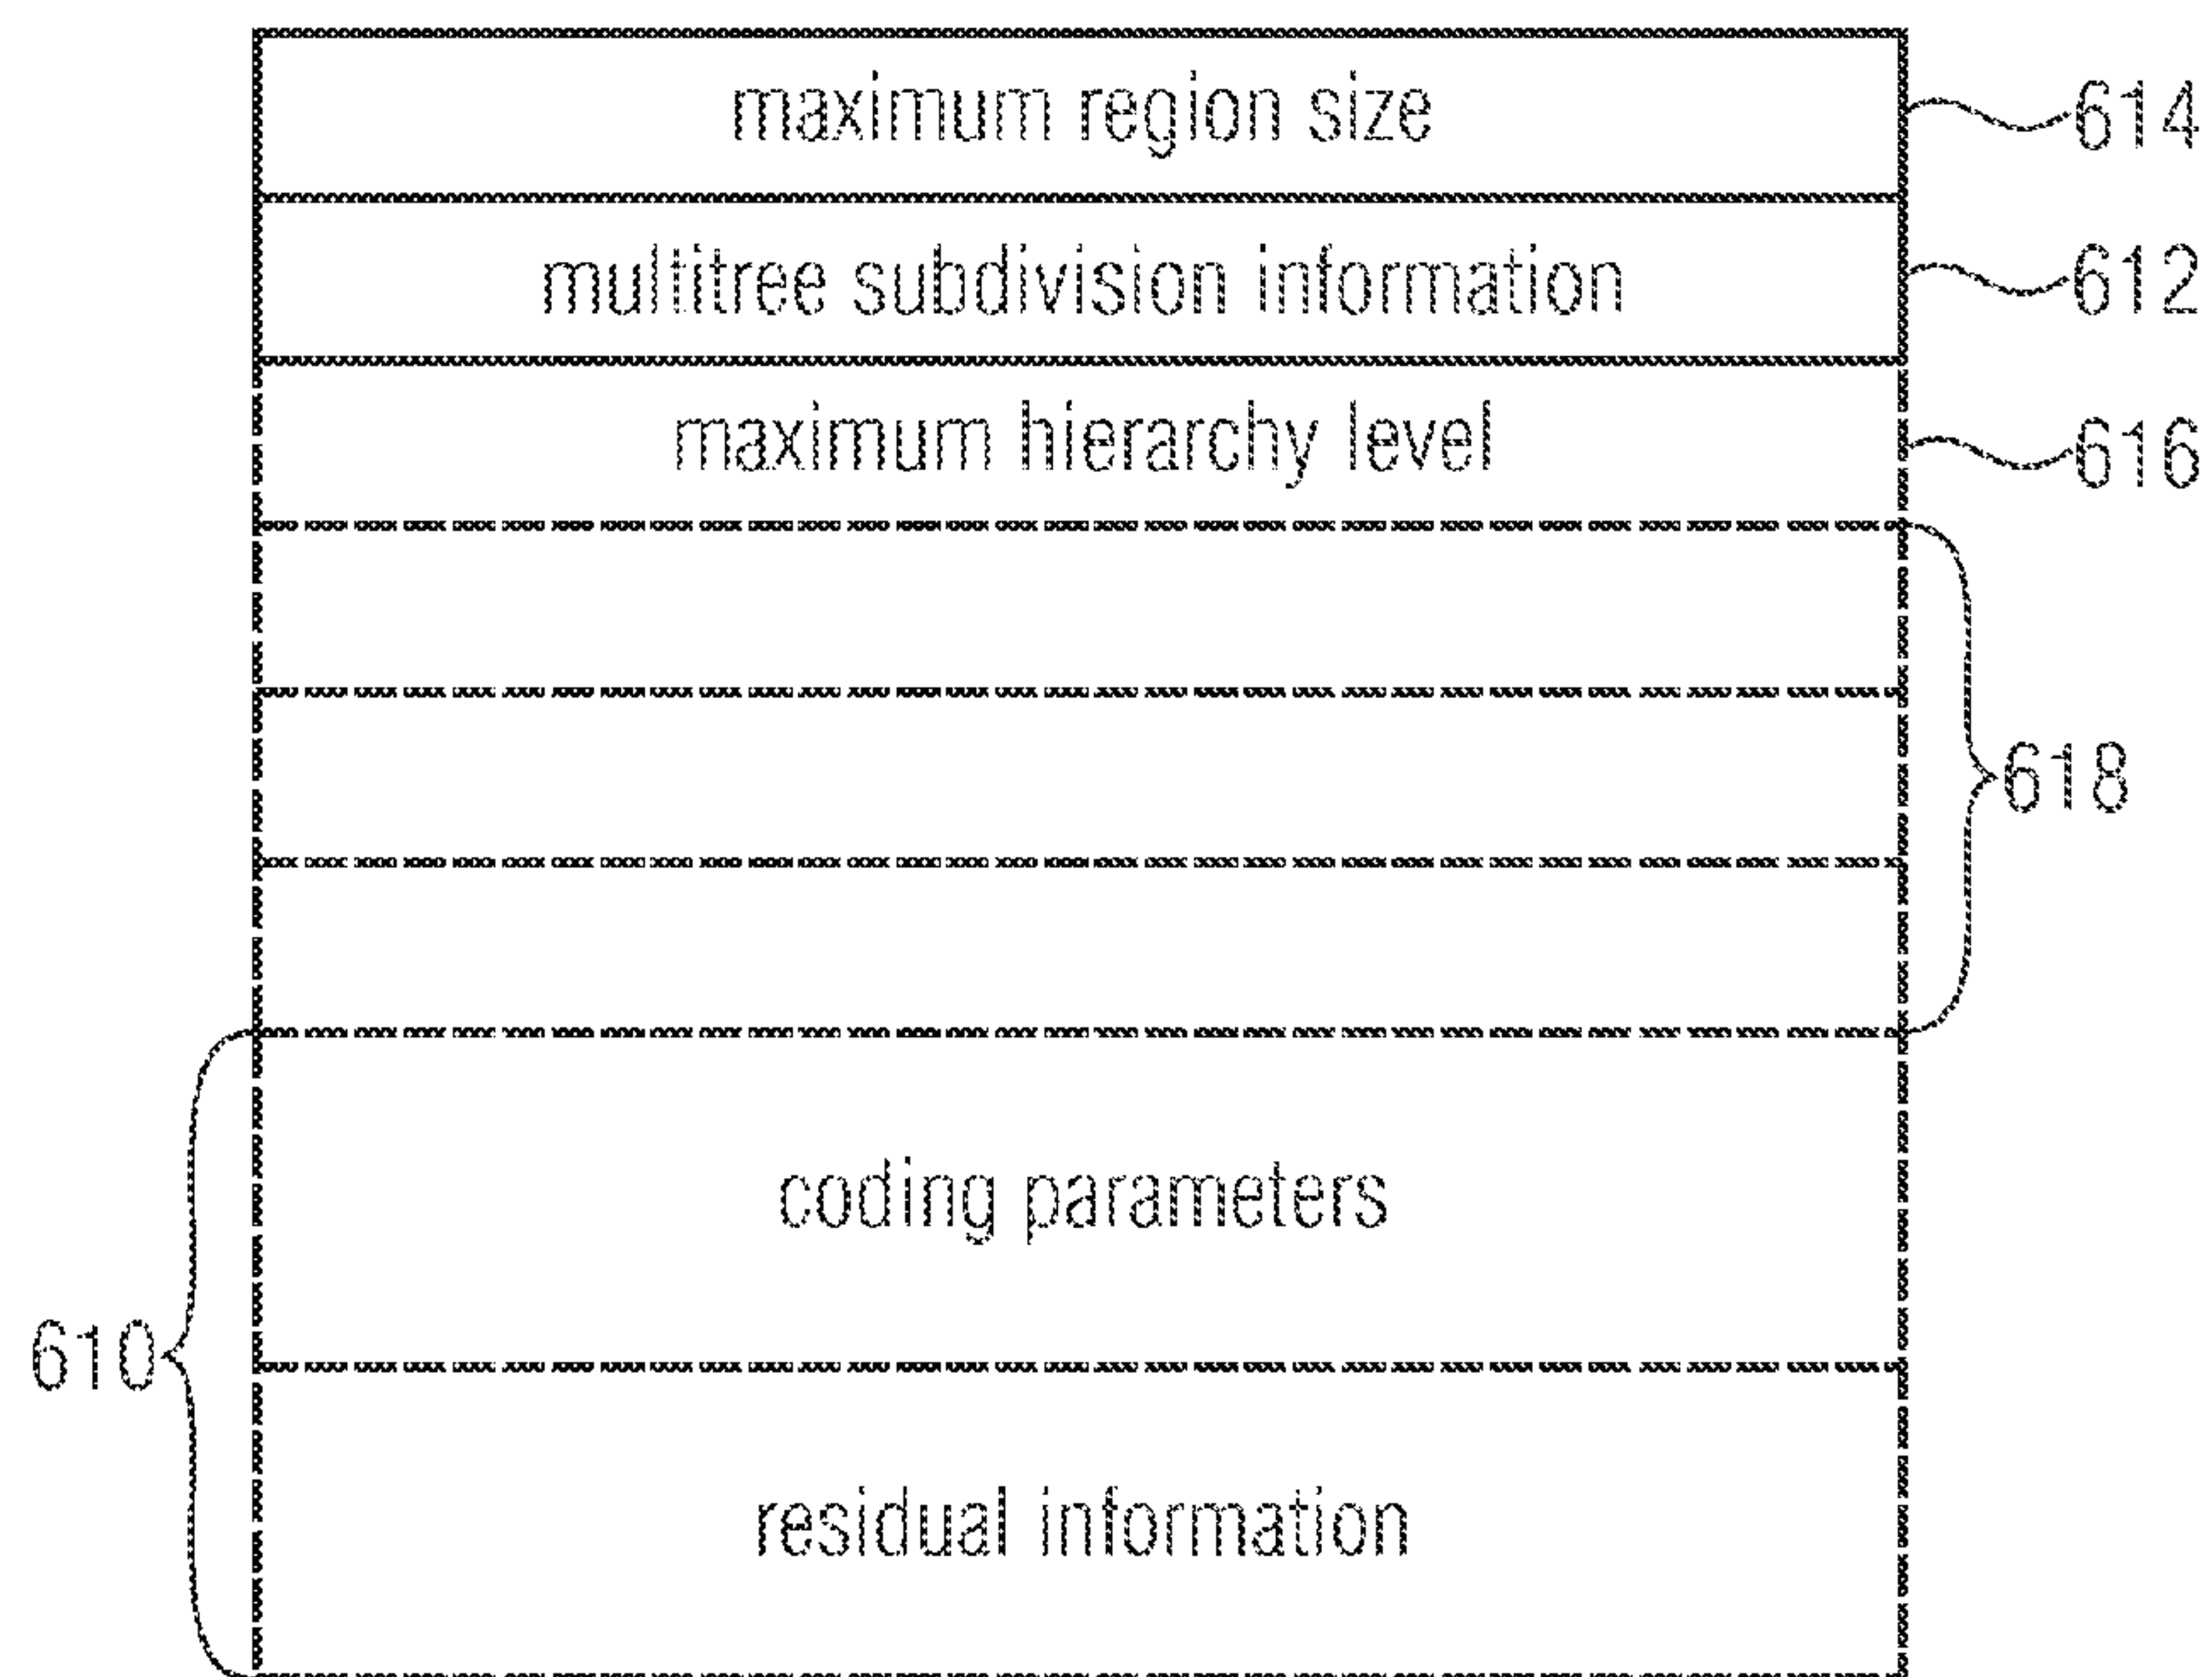 maximum region size 614
multitree subdivision information 612
maximum hierarchy level 616
618
coding parameters
610
residual information